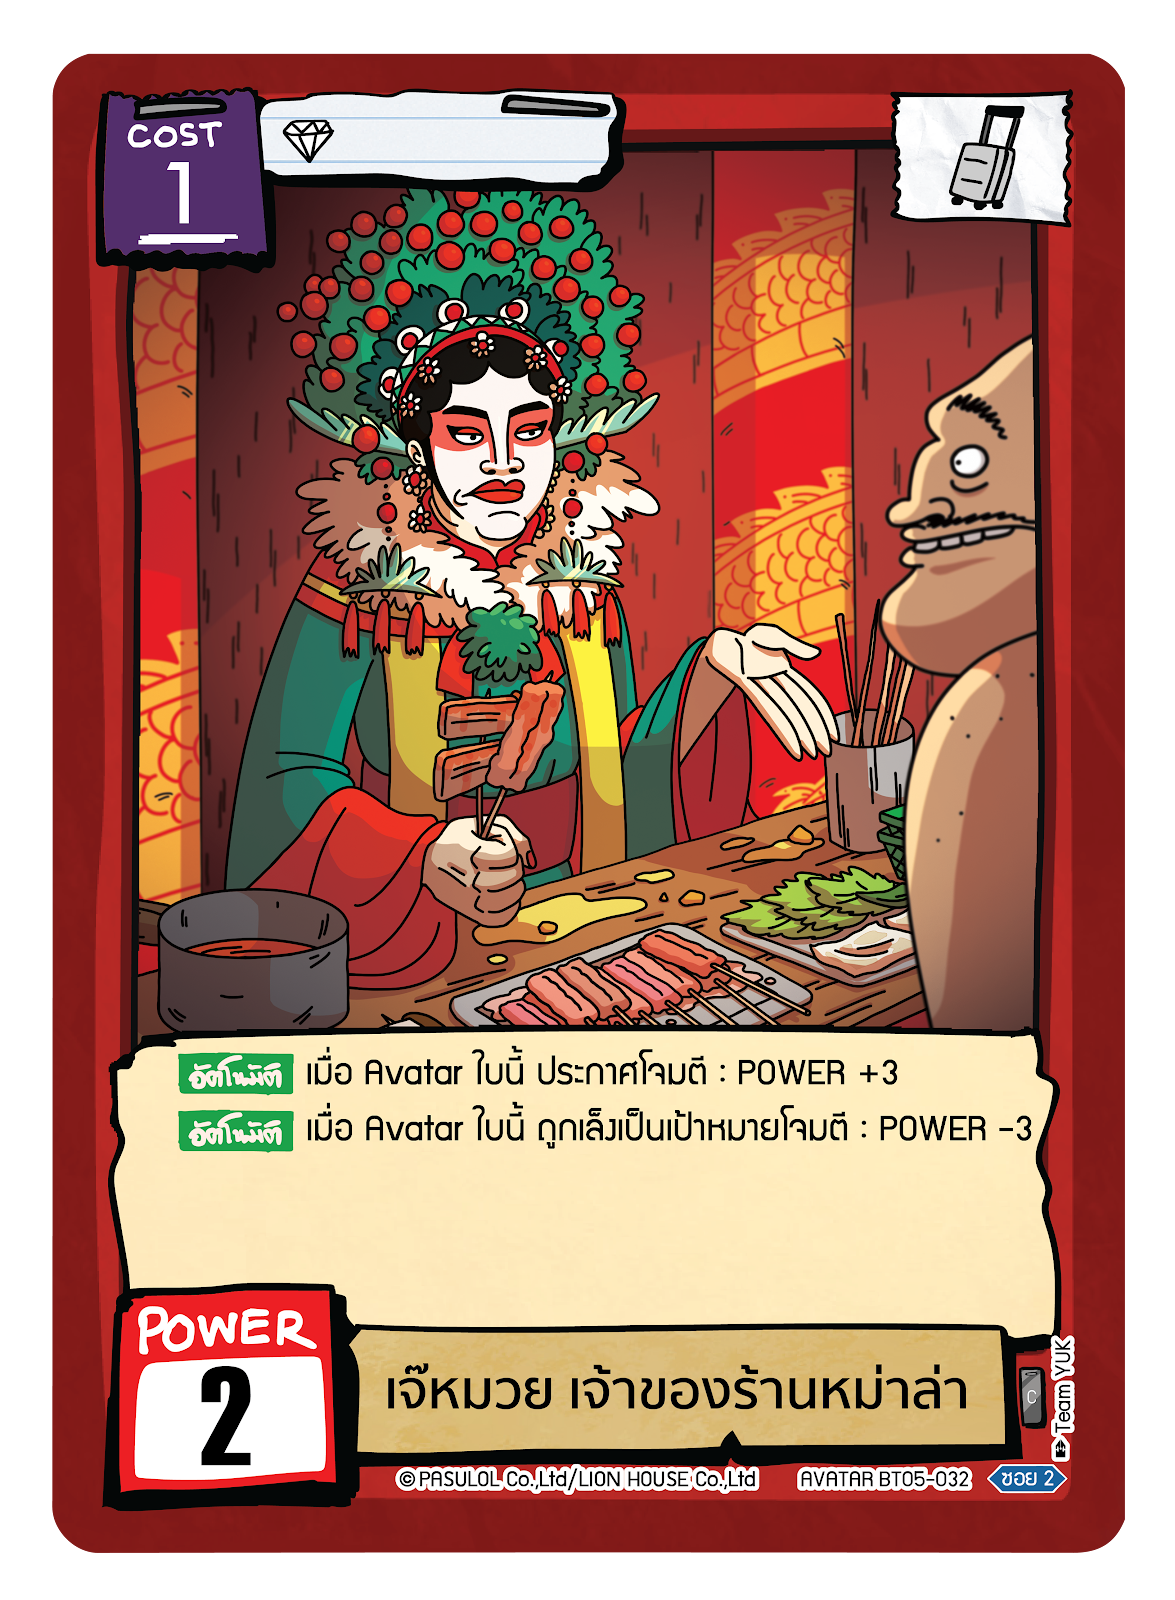 COST
1
อัตโนมัติ เมื่อ Avatar ใบนี้ ประกาศโจมตี : POWER +3
อัตโนมัติ เมื่อ Avatar ใบนี้ ถูกเล็งเป็นเป้าหมายโจมตี : POWER -3
POWER
2
เจ๊หมวย เจ้าของร้านหม่าล่า
C
Team YUK
© PASULOL Co.,Ltd/LION HOUSE Co.,Ltd AVATAR BT05-032 ซอย 2